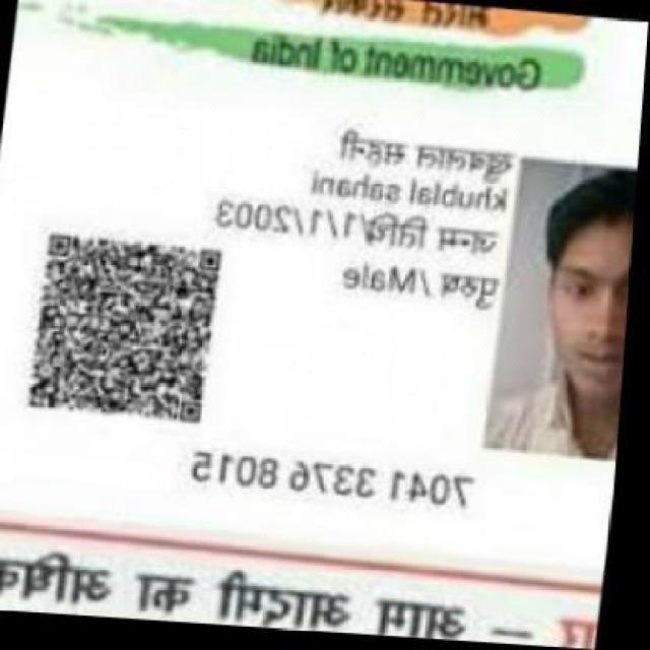 भारत सरकार
Government of India
खुबलाल सहनी
khublal sahani
जन्म तिथि/1/1/2003
पुरुष/Male
7041 3376 8015
— आम आदमी का